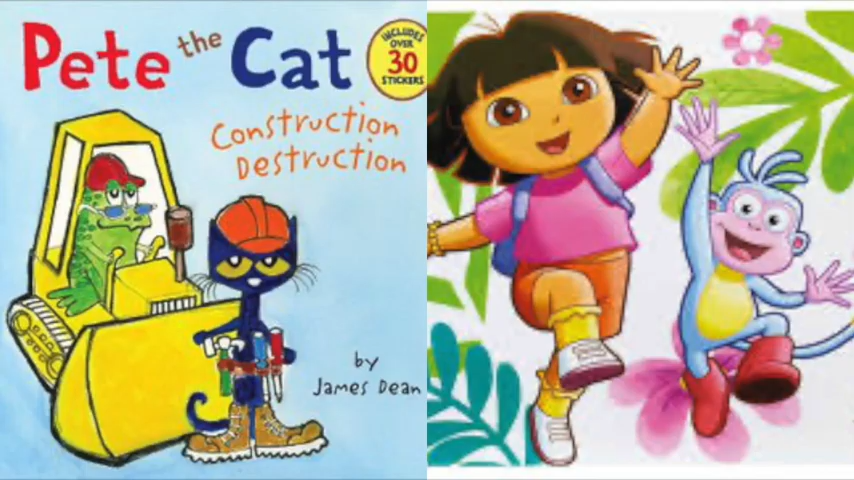 Pete the Cat
INCLUDES
OVER
30
STICKERS
Construction
Destruction
by
James Dean